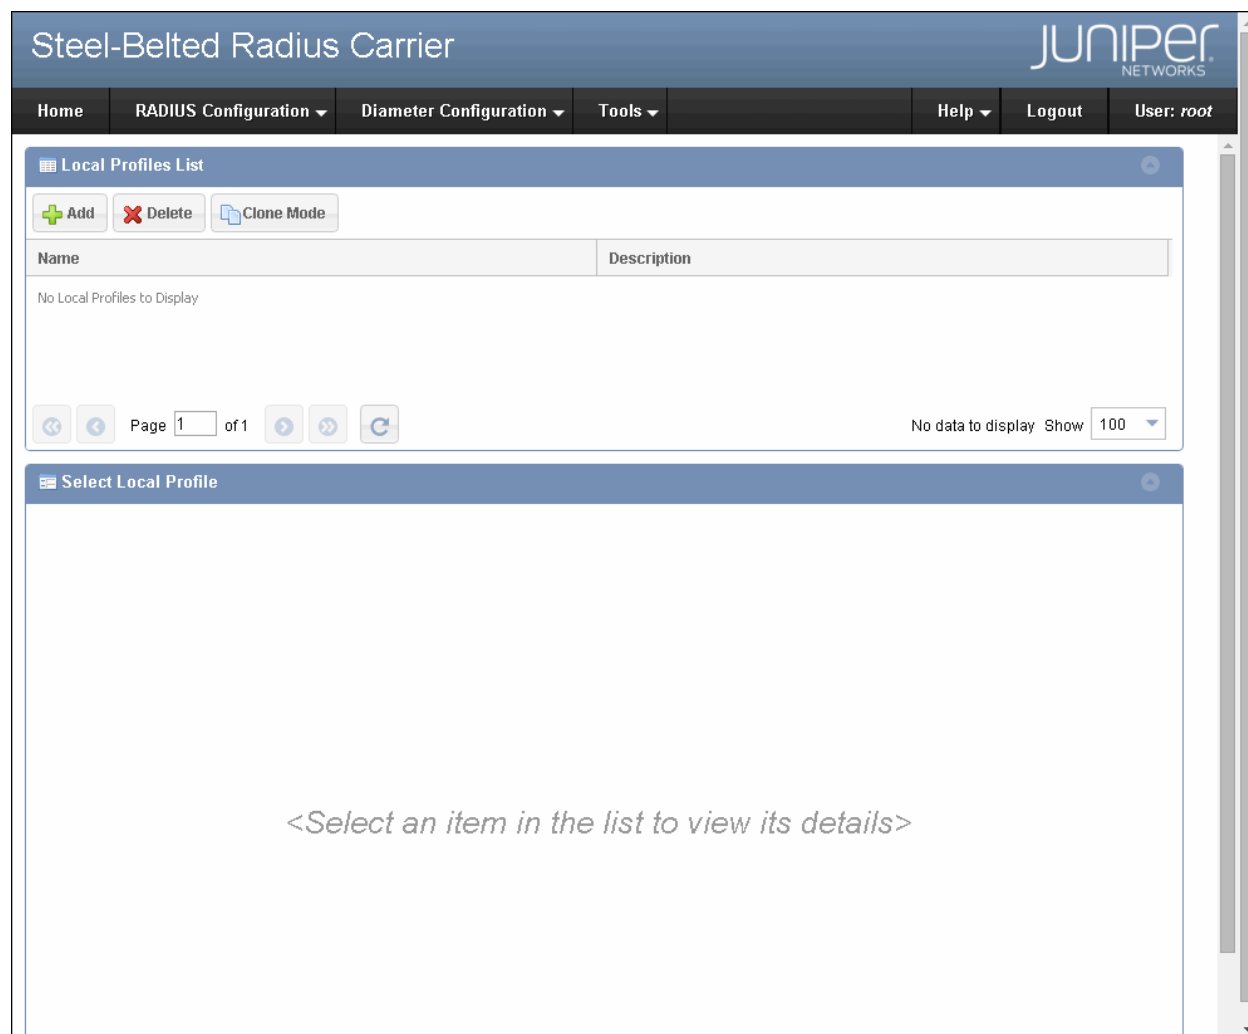 Steel-Belted Radius Carrier
JUNIPER
NETWORKS
Home RADIUS Configuration Diameter Configuration Tools Help Logout User: root
Local Profiles List
Add Delete Clone Mode
Name Description
No Local Profiles to Display
Page 1 of 1 No data to display Show 100
Select Local Profile
<Select an item in the list to view its details>